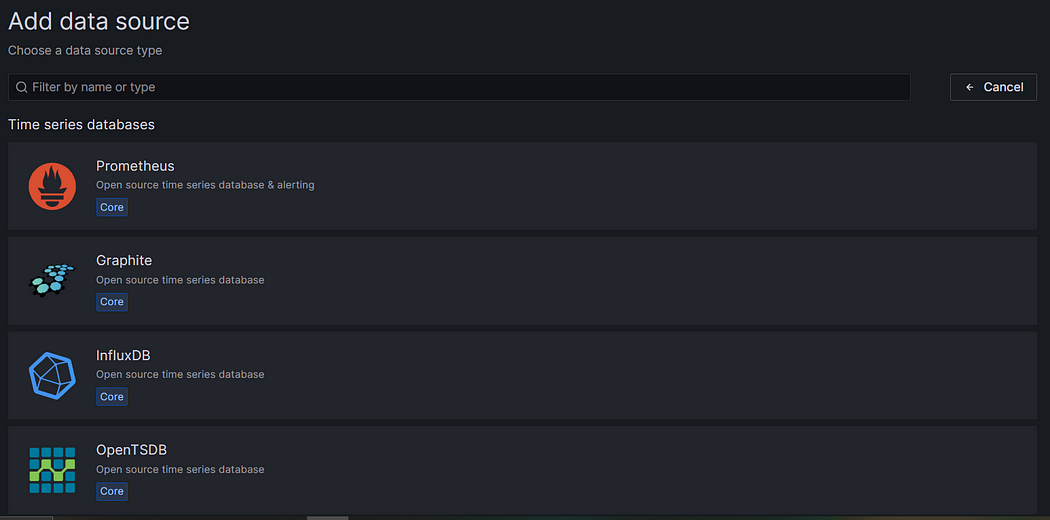 Add data source
Choose a data source type
Filter by name or type
Cancel
Time series databases
Prometheus
Open source time series database & alerting
Core
Graphite
Open source time series database
Core
InfluxDB
Open source time series database
Core
OpenTSDB
Open source time series database
Core